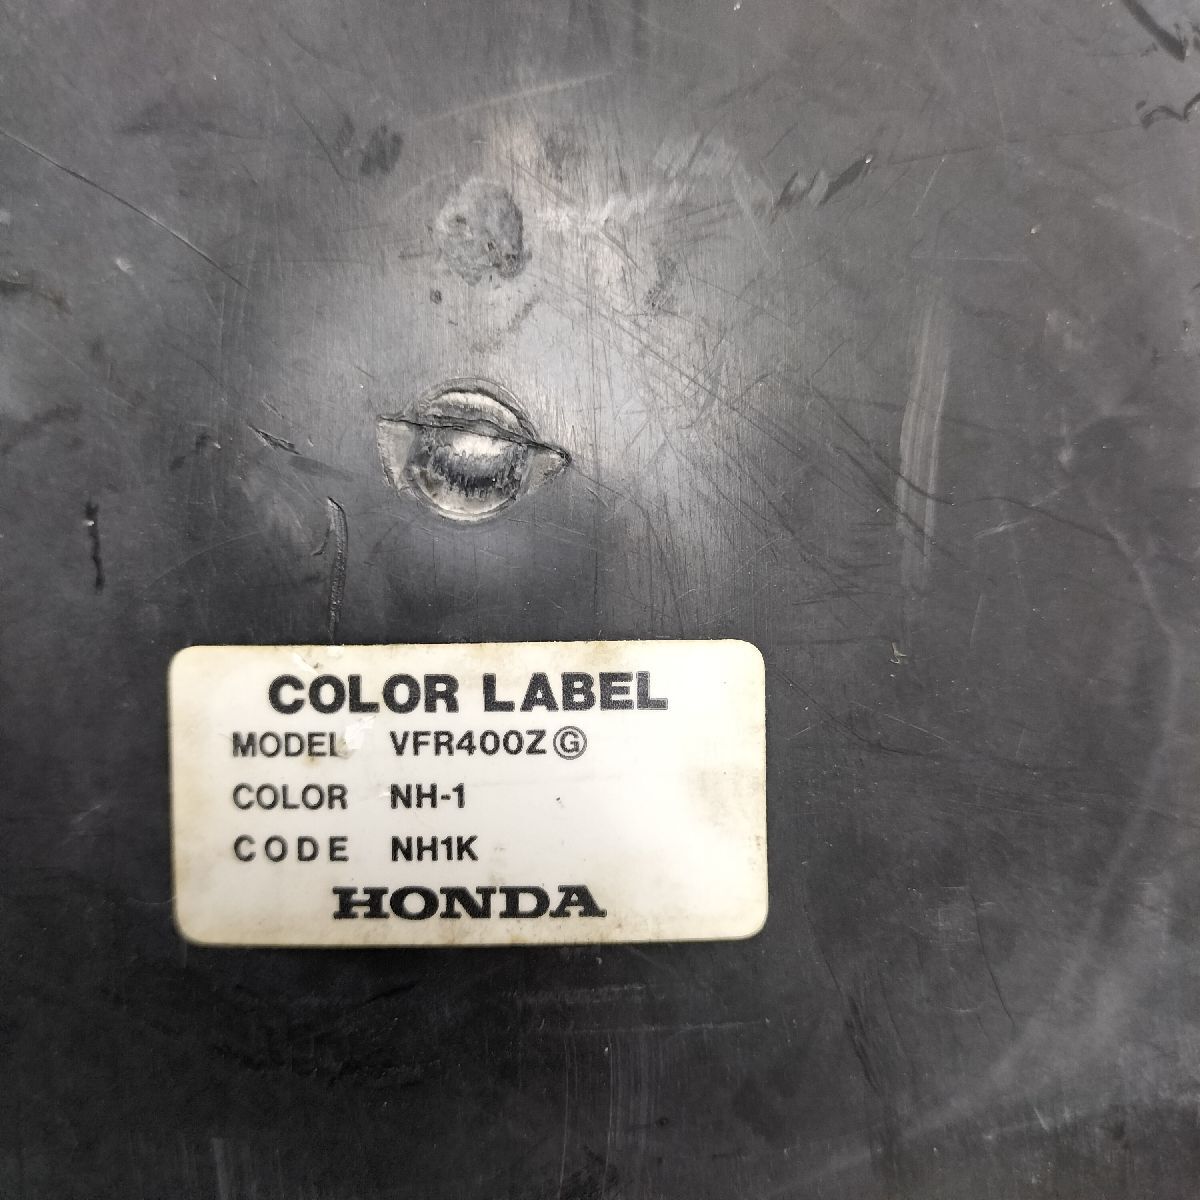 COLOR LABEL
MODEL VFR400Z Ⓖ
COLOR NH-1
CODE NH1K
HONDA